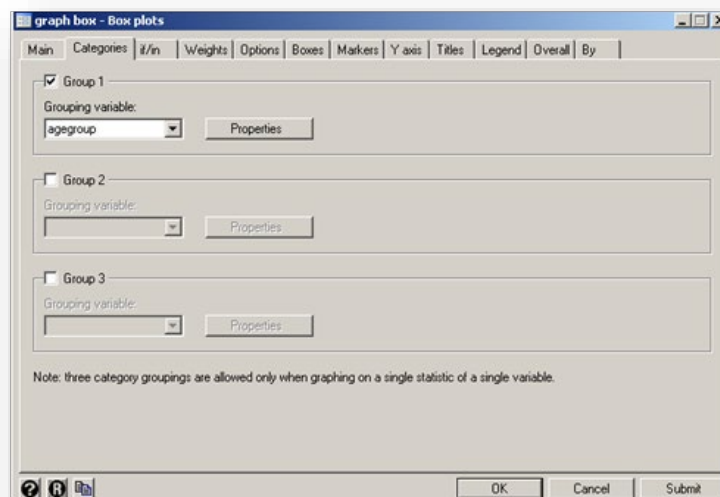 graph box - Box plots
Main Categories if/in Weights Options Boxes Markers Y axis Titles Legend Overall By
Group 1
Grouping variable:
agegroup Properties
Group 2
Grouping variable:
Properties
Group 3
Grouping variable:
Properties
Note: three category groupings are allowed only when graphing on a single statistic of a single variable.
? R OK Cancel Submit